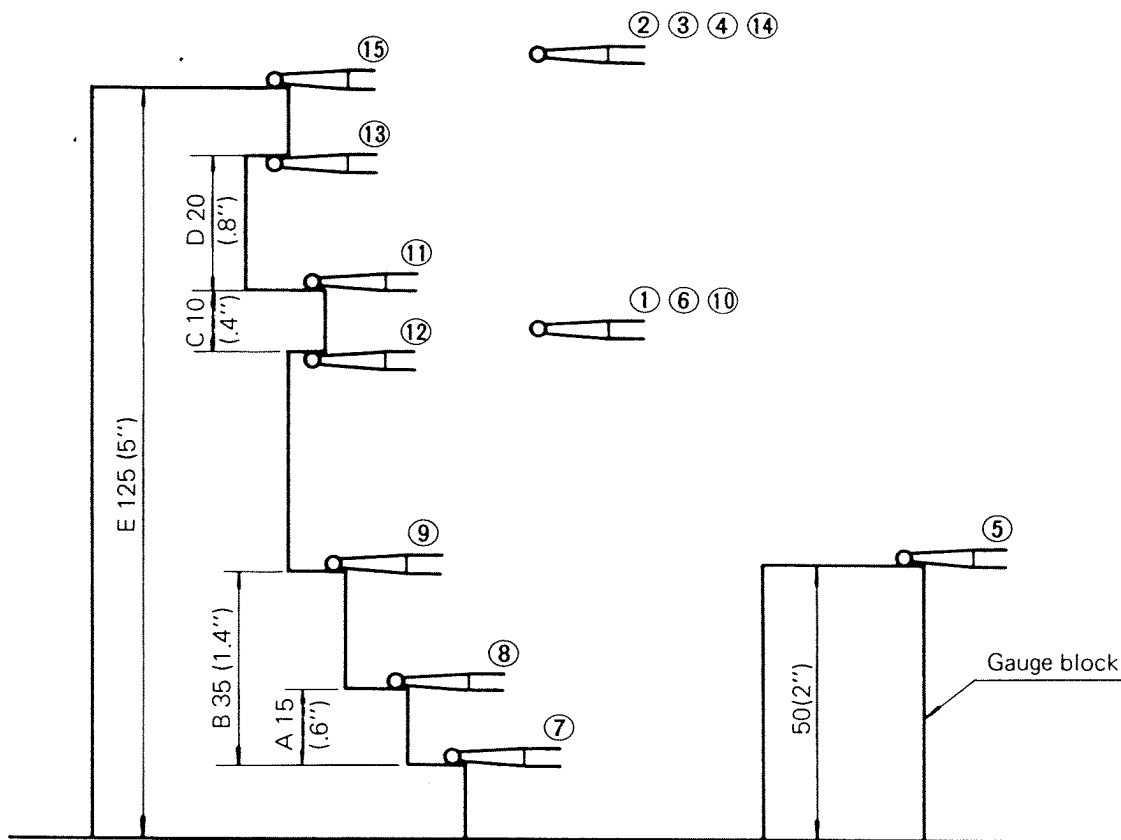 ② ③ ④ ⑭
⑮
⑬
D 20
(.8")
⑪
① ⑥ ⑩
C 10
(.4")
⑫
E 125 (5")
⑨
⑤
B 35 (1.4")
⑧
50(2")
Gauge block
A 15
(.6")
⑦